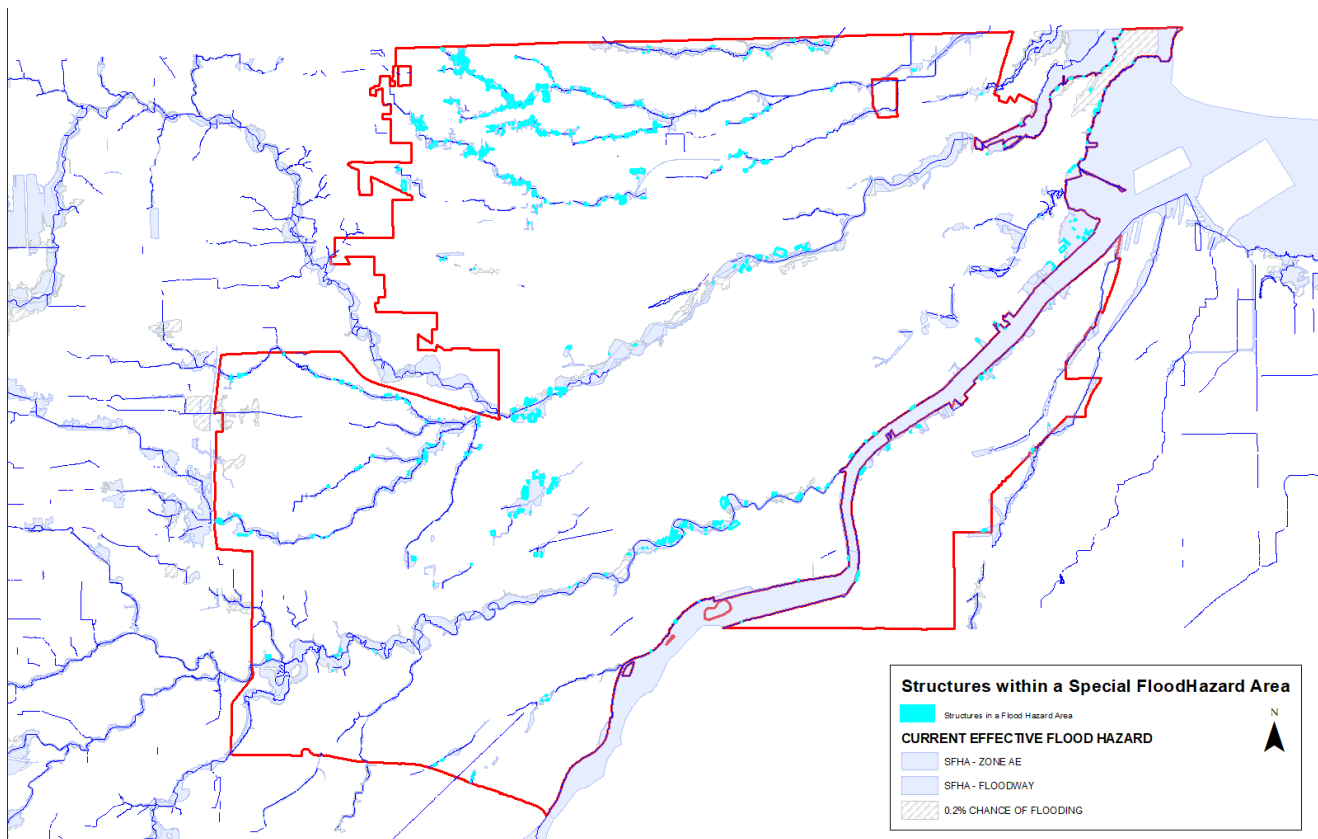 Structures within a Special FloodHazard Area
Structures in a Flood Hazard Area
N
CURRENT EFFECTIVE FLOOD HAZARD
SFHA - ZONE AE
SFHA - FLOODWAY
0.2% CHANCE OF FLOODING